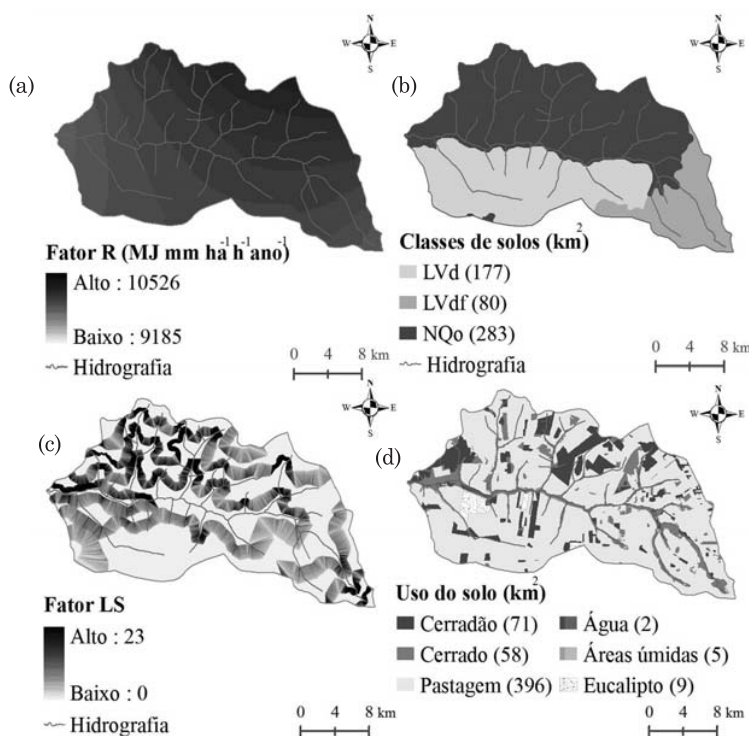 (a)
N
W E
S
Fator R (MJ mm ha⁻¹ h⁻¹ ano⁻¹)
Alto : 10526
Baixo : 9185
Hidrografia
0 4 8 km
(b)
N
W E
S
Classes de solos (km²)
LVd (177)
LVdf (80)
NQo (283)
Hidrografia
0 4 8 km
(c)
N
W E
S
Fator LS
Alto : 23
Baixo : 0
Hidrografia
0 4 8 km
(d)
N
W E
S
Uso do solo (km²)
Cerradão (71) Água (2)
Cerrado (58) Áreas úmidas (5)
Pastagem (396) Eucalipto (9)
Hidrografia
0 4 8 km